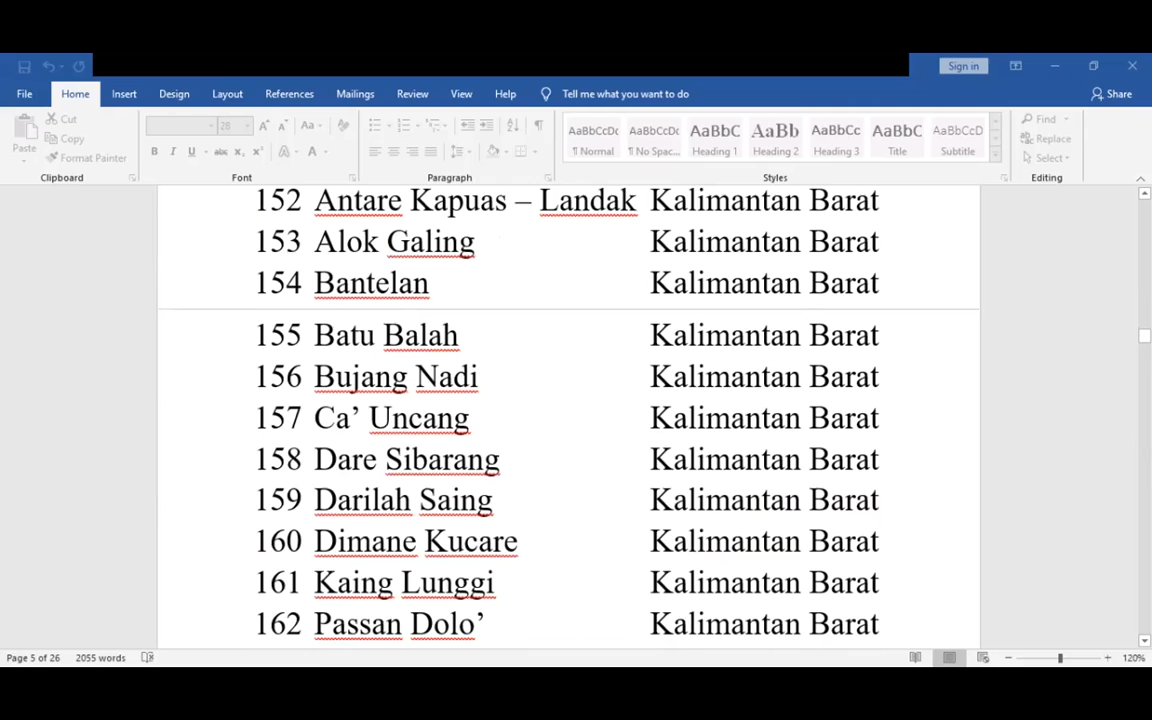 Sign in
File Home Insert Design Layout References Mailings Review View Help Tell me what you want to do Share
Paste Cut Copy Format Painter
28 Aa
B I U abc x, x' A A
AaBbCcDc AaBbCcDc AaBbC AaBb AaBbCc AaBbC AaBbCcD
¶ Normal ¶ No Spac... Heading 1 Heading 2 Heading 3 Title Subtitle
Find Replace Select
Clipboard Font Paragraph Styles Editing
152 Antare Kapuas – Landak Kalimantan Barat
153 Alok Galing Kalimantan Barat
154 Bantelan Kalimantan Barat
155 Batu Balah Kalimantan Barat
156 Bujang Nadi Kalimantan Barat
157 Ca’ Uncang Kalimantan Barat
158 Dare Sibarang Kalimantan Barat
159 Darilah Saing Kalimantan Barat
160 Dimane Kucare Kalimantan Barat
161 Kaing Lunggi Kalimantan Barat
162 Passan Dolo’ Kalimantan Barat
Page 5 of 26 2055 words 120%